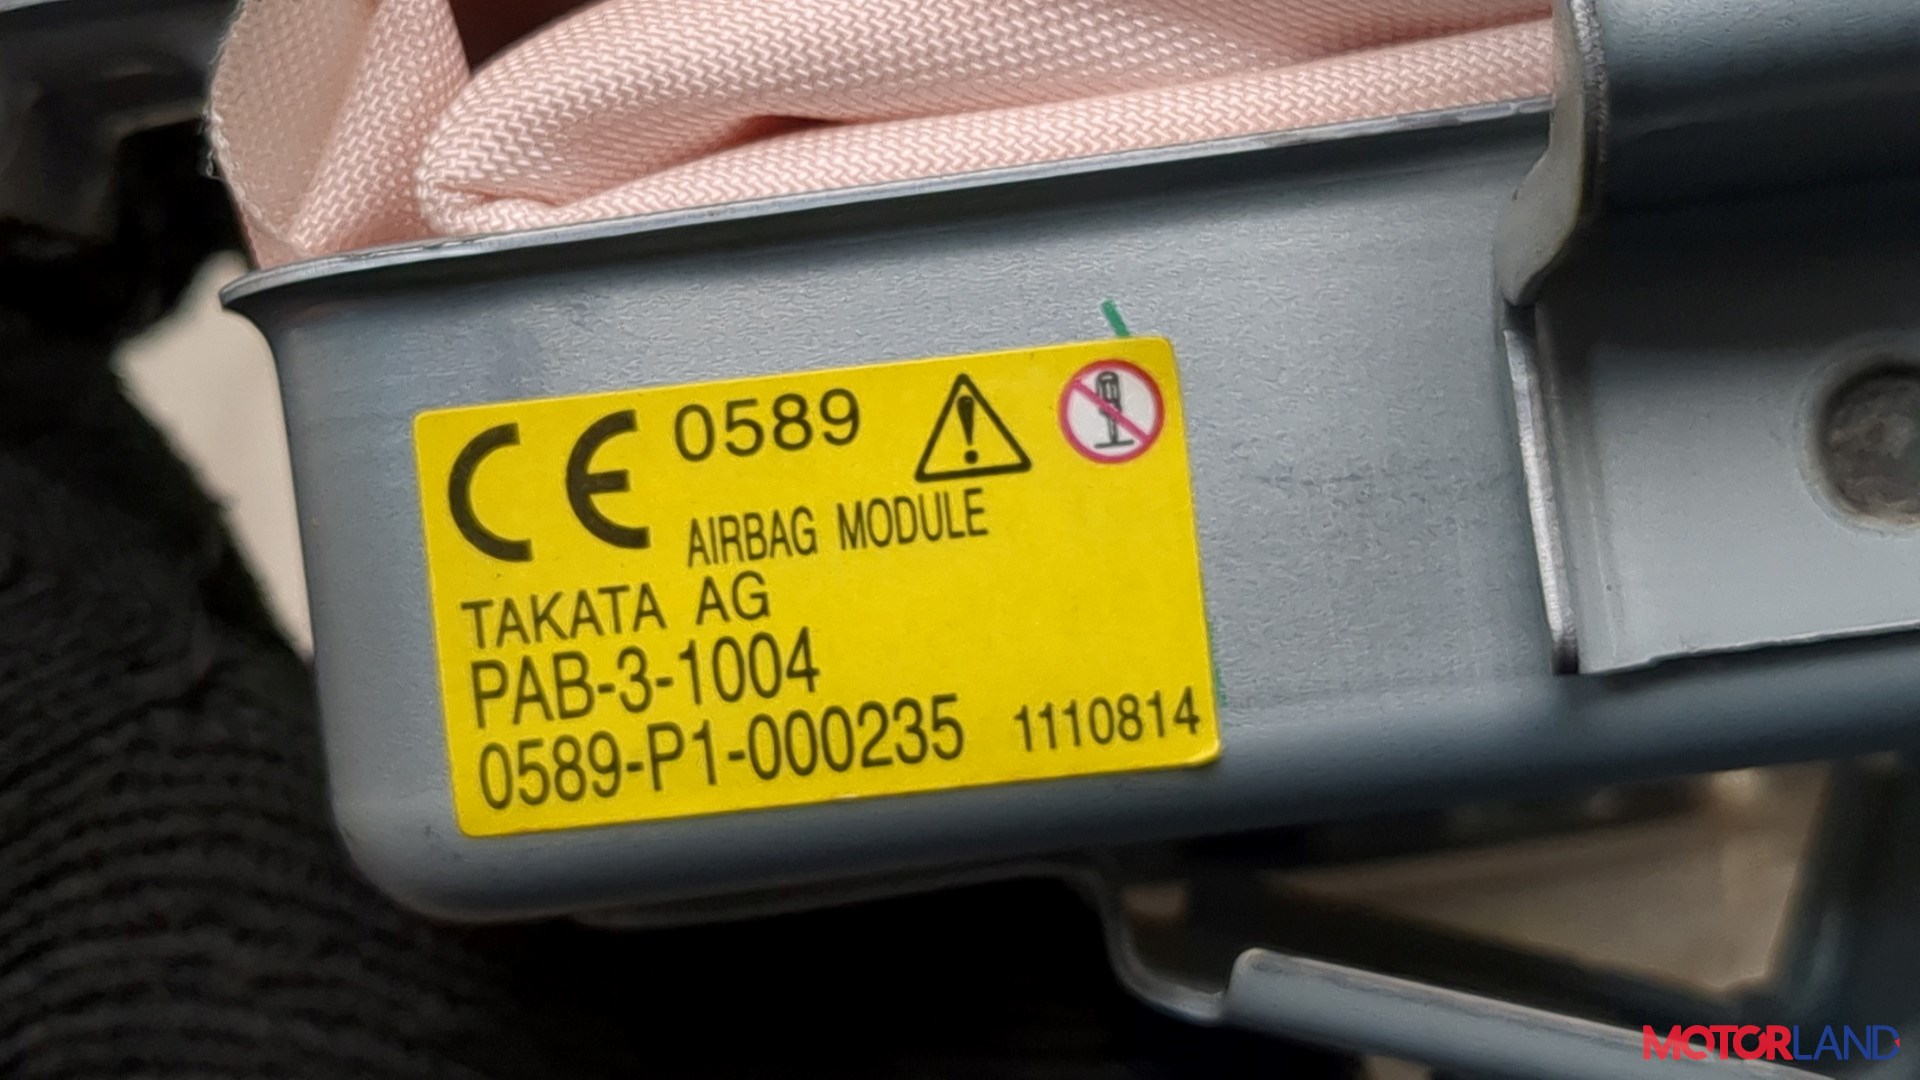 CE 0589
AIRBAG MODULE
TAKATA AG
PAB-3-1004
0589-P1-000235 1110814
MOTORLAND